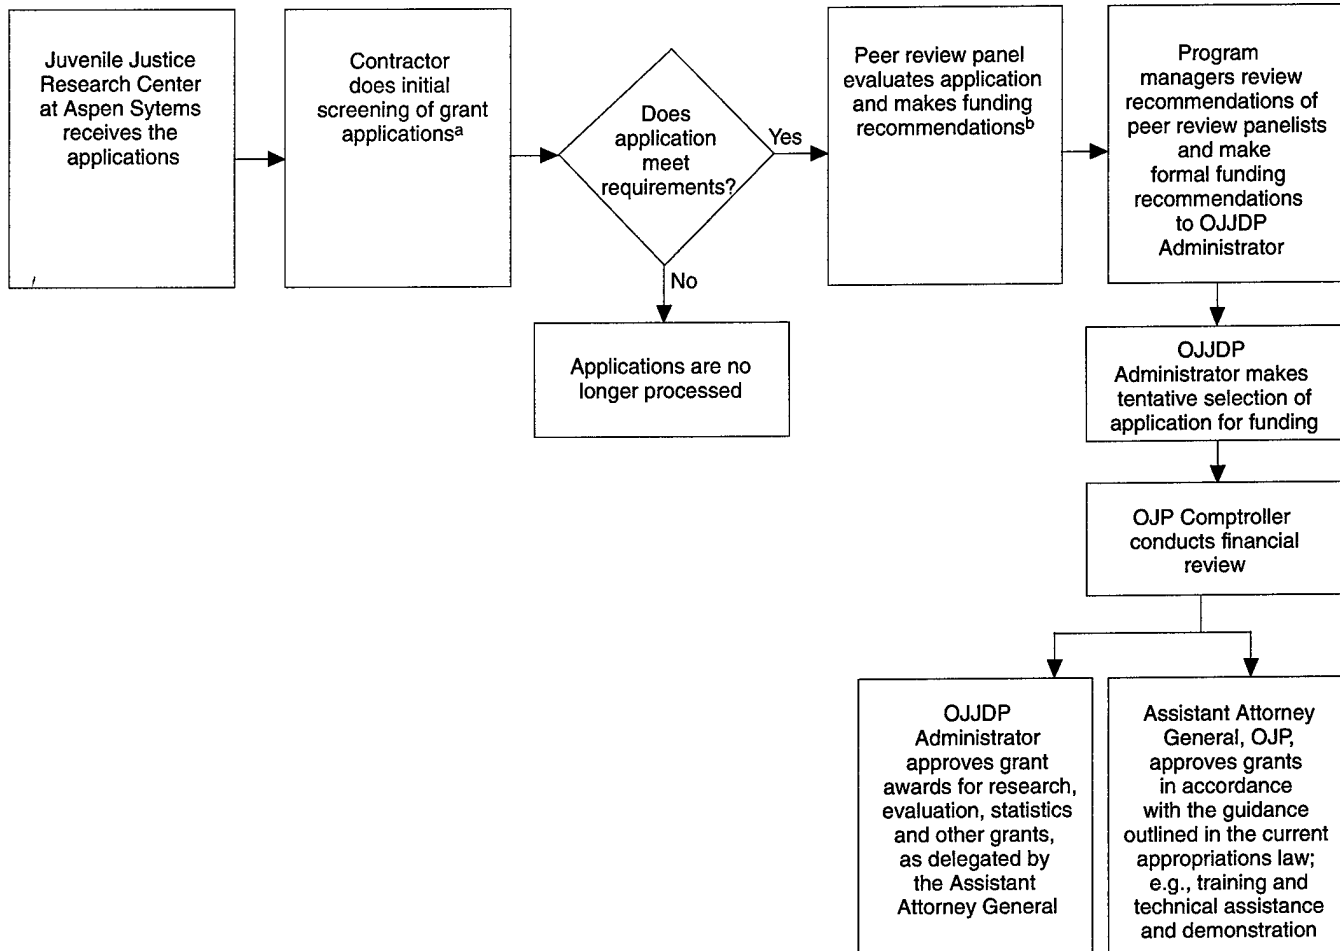 Juvenile Justice
Research Center
at Aspen Sytems
receives the
applications
Contractor
does initial
screening of grant
applicationsᵃ
Does
application
meet
requirements?
Yes
No
Applications are no
longer processed
Peer review panel
evaluates application
and makes funding
recommendationsᵇ
Program
managers review
recommendations of
peer review panelists
and make
formal funding
recommendations
to OJJDP
Administrator
OJJDP
Administrator makes
tentative selection of
application for funding
OJP Comptroller
conducts financial
review
OJJDP
Administrator
approves grant
awards for research,
evaluation, statistics
and other grants,
as delegated by
the Assistant
Attorney General
Assistant Attorney
General, OJP,
approves grants
in accordance
with the guidance
outlined in the current
appropriations law;
e.g., training and
technical assistance
and demonstration